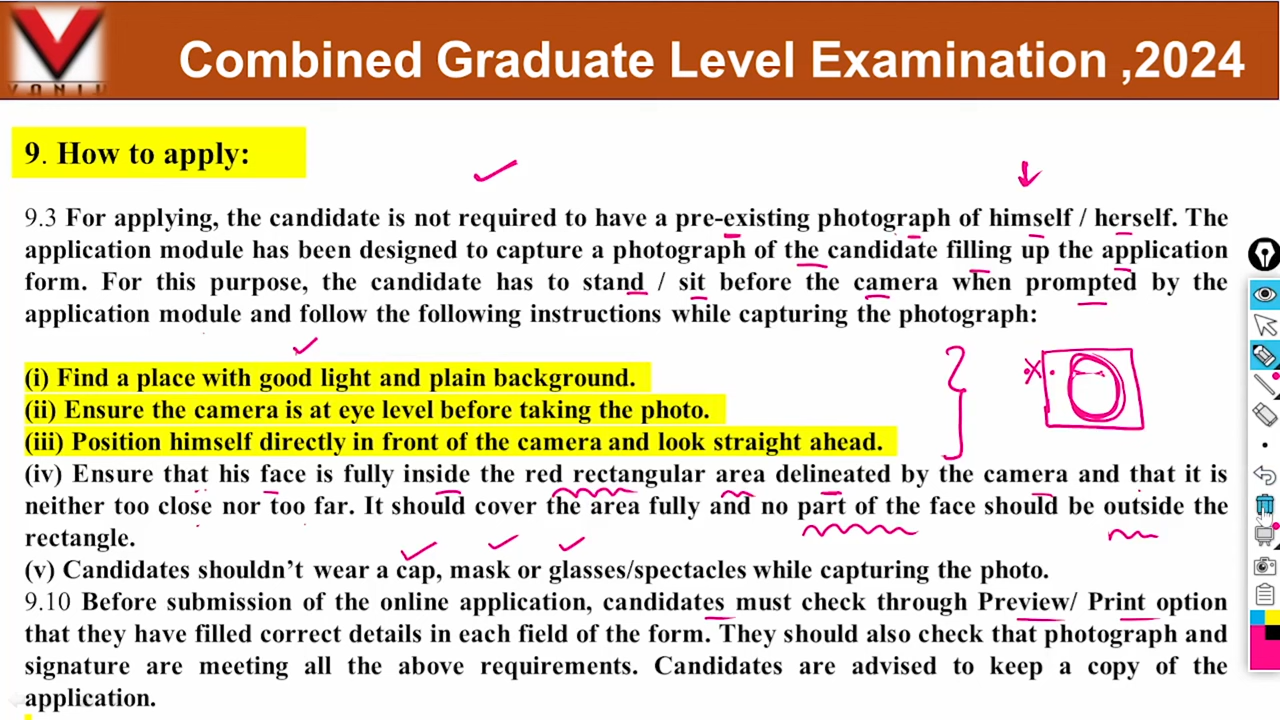 VANIK
Combined Graduate Level Examination ,2024
9. How to apply:
9.3 For applying, the candidate is not required to have a pre-existing photograph of himself / herself. The
application module has been designed to capture a photograph of the candidate filling up the application
form. For this purpose, the candidate has to stand / sit before the camera when prompted by the
application module and follow the following instructions while capturing the photograph:
(i) Find a place with good light and plain background.
(ii) Ensure the camera is at eye level before taking the photo.
(iii) Position himself directly in front of the camera and look straight ahead.
(iv) Ensure that his face is fully inside the red rectangular area delineated by the camera and that it is
neither too close nor too far. It should cover the area fully and no part of the face should be outside the
rectangle.
(v) Candidates shouldn’t wear a cap, mask or glasses/spectacles while capturing the photo.
9.10 Before submission of the online application, candidates must check through Preview/ Print option
that they have filled correct details in each field of the form. They should also check that photograph and
signature are meeting all the above requirements. Candidates are advised to keep a copy of the
application.